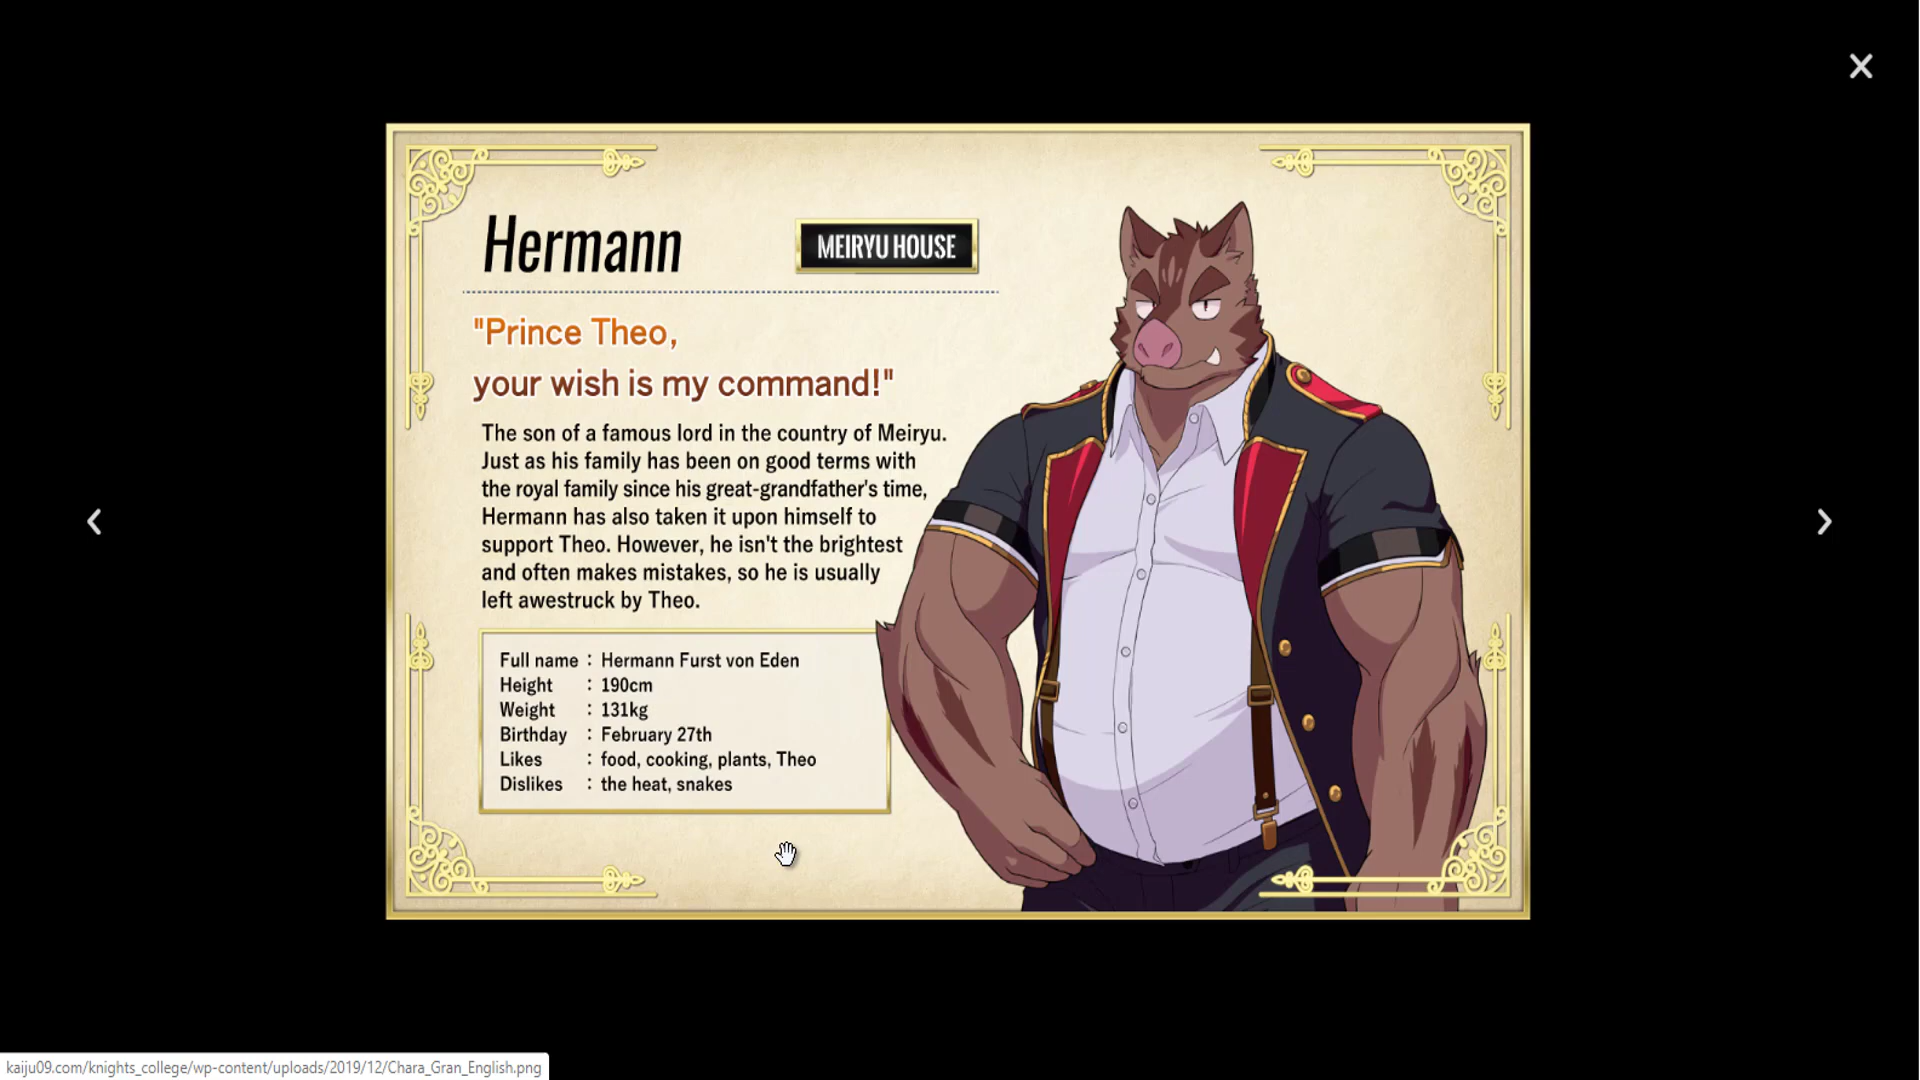 Hermann
MEIRYU HOUSE
"Prince Theo,
your wish is my command!"
The son of a famous lord in the country of Meiryu.
Just as his family has been on good terms with
the royal family since his great-grandfather's time,
Hermann has also taken it upon himself to
support Theo. However, he isn't the brightest
and often makes mistakes, so he is usually
left awestruck by Theo.
Full name : Hermann Furst von Eden
Height : 190cm
Weight : 131kg
Birthday : February 27th
Likes : food, cooking, plants, Theo
Dislikes : the heat, snakes
kaiju09.com/knights_college/wp-content/uploads/2019/12/Chara_Gran_English.png